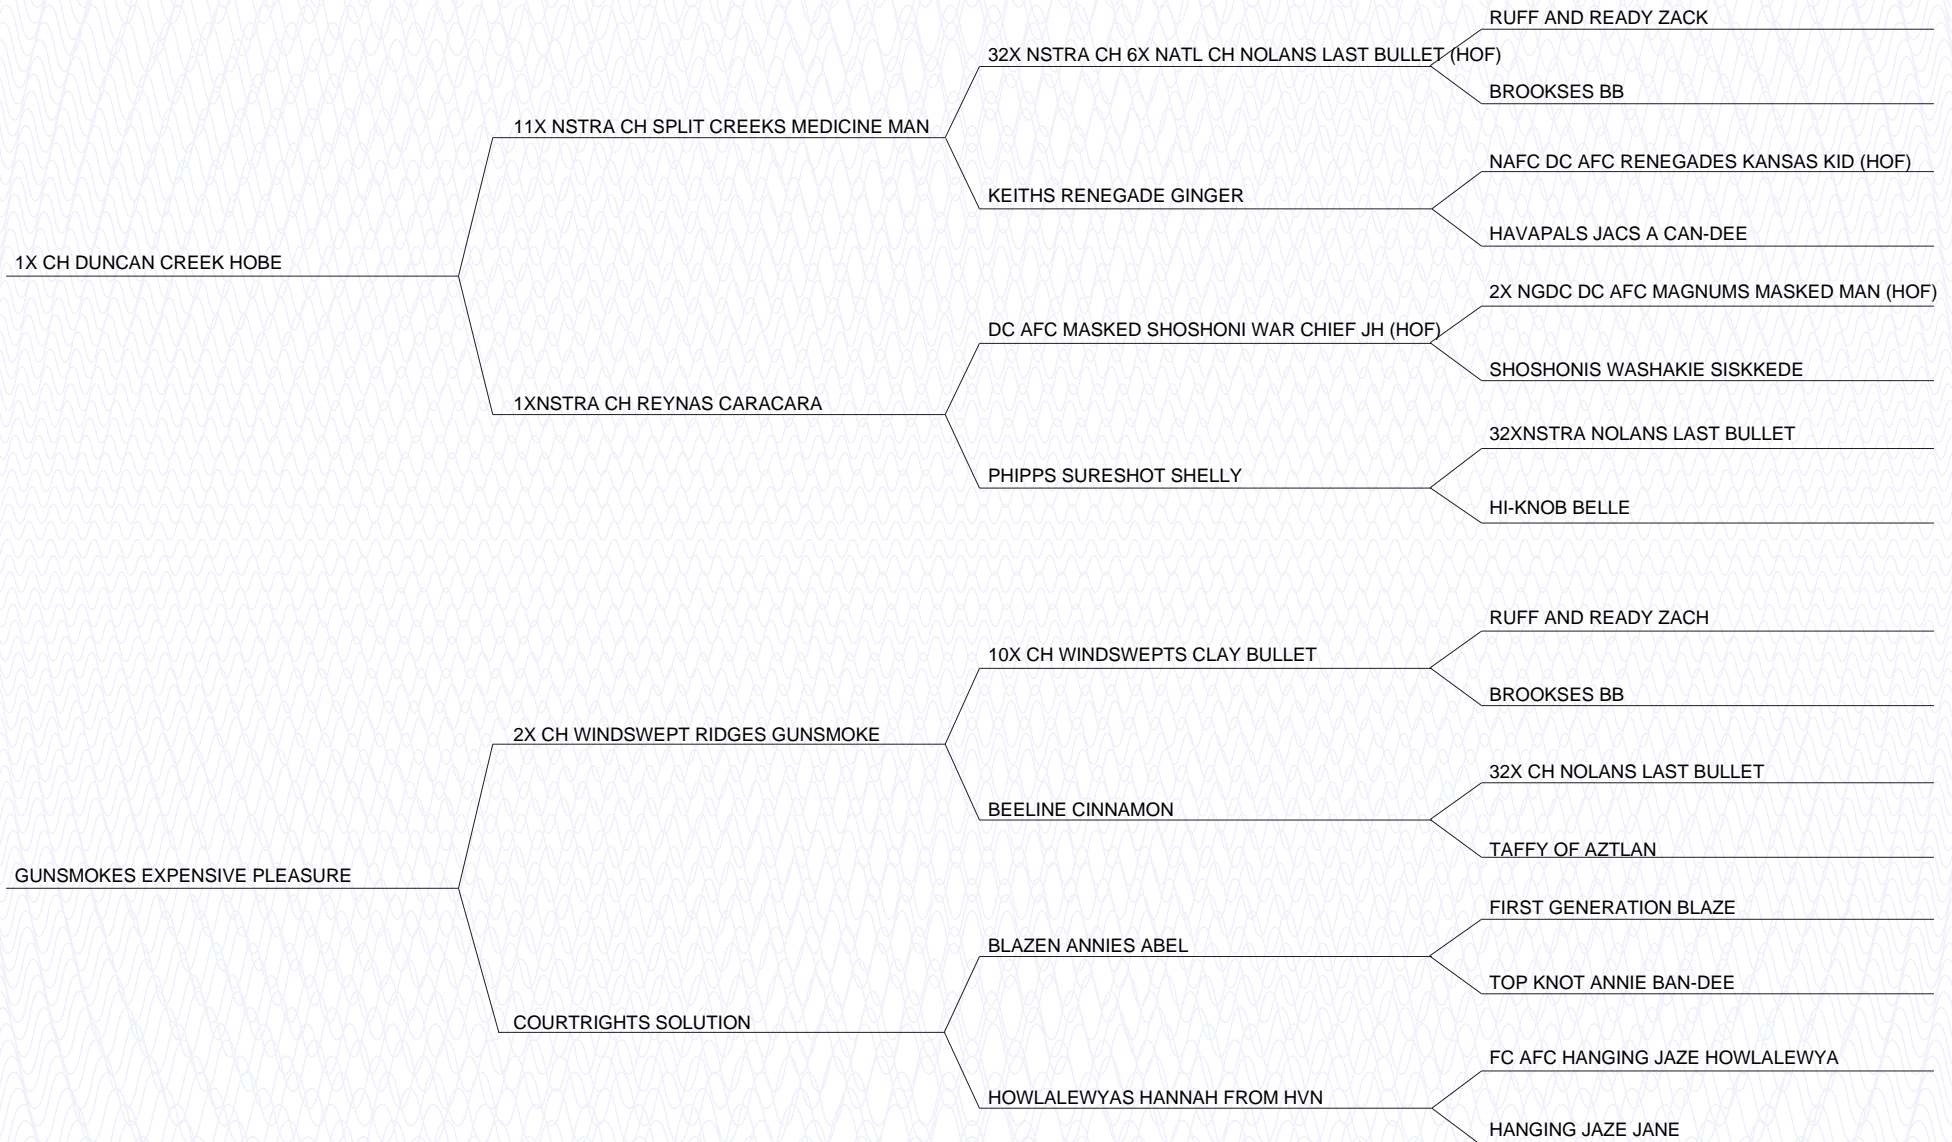 RUFF AND READY ZACK
32X NSTRA CH 6X NATL CH NOLANS LAST BULLET (HOF)
BROOKSES BB
11X NSTRA CH SPLIT CREEKS MEDICINE MAN
NAFC DC AFC RENEGADES KANSAS KID (HOF)
KEITHS RENEGADE GINGER
HAVAPALS JACS A CAN-DEE
1X CH DUNCAN CREEK HOBE
2X NGDC DC AFC MAGNUMS MASKED MAN (HOF)
DC AFC MASKED SHOSHONI WAR CHIEF JH (HOF)
SHOSHONIS WASHAKIE SISKKEDE
1XNSTRA CH REYNAS CARACARA
32XNSTRA NOLANS LAST BULLET
PHIPPS SURESHOT SHELLY
HI-KNOB BELLE
RUFF AND READY ZACH
10X CH WINDSWEPTS CLAY BULLET
BROOKSES BB
2X CH WINDSWEPT RIDGES GUNSMOKE
32X CH NOLANS LAST BULLET
BEELINE CINNAMON
TAFFY OF AZTLAN
GUNSMOKES EXPENSIVE PLEASURE
FIRST GENERATION BLAZE
BLAZEN ANNIES ABEL
TOP KNOT ANNIE BAN-DEE
COURTRIGHTS SOLUTION
FC AFC HANGING JAZE HOWLALEWYA
HOWLALEWYAS HANNAH FROM HVN
HANGING JAZE JANE